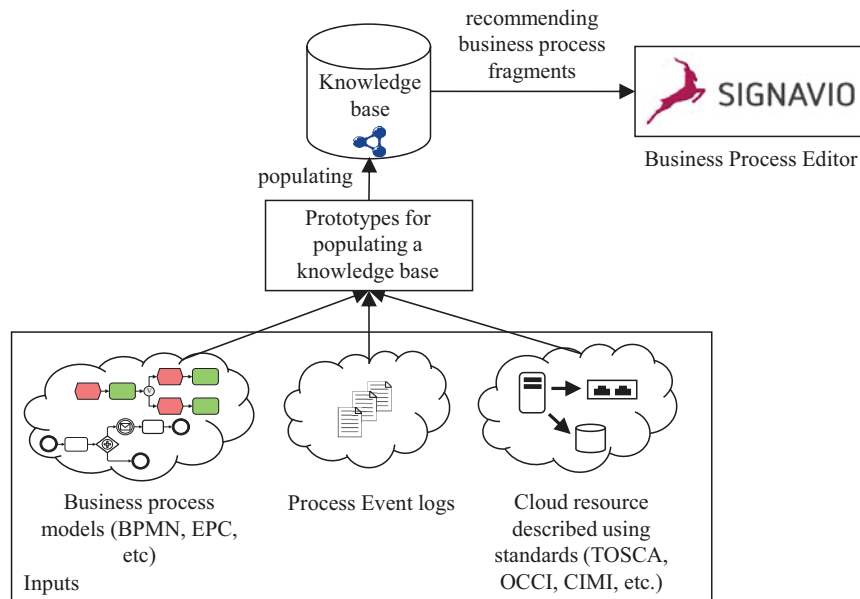 recommending
business process
fragments
Knowledge
base
SIGNAVIO
Business Process Editor
populating
Prototypes for
populating a
knowledge base
V
Business process
models (BPMN, EPC,
etc)
Process Event logs
Cloud resource
described using
standards (TOSCA,
OCCI, CIMI, etc.)
Inputs